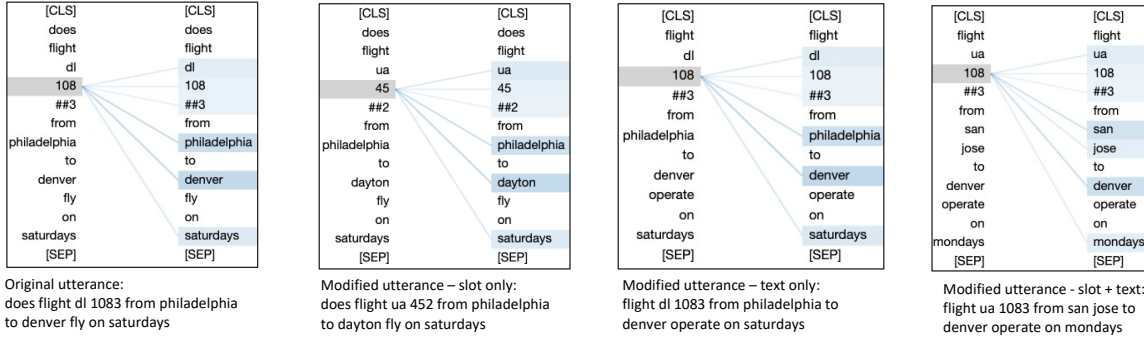 [CLS] [CLS]
does does
flight flight
dl dl
108 108
##3 ##3
from from
philadelphia philadelphia
to to
denver denver
fly fly
on on
saturdays saturdays
[SEP] [SEP]
Original utterance:
does flight dl 1083 from philadelphia
to denver fly on saturdays
[CLS] [CLS]
does does
flight flight
ua ua
45 45
##2 ##2
from from
philadelphia philadelphia
to to
dayton dayton
fly fly
on on
saturdays saturdays
[SEP] [SEP]
Modified utterance – slot only:
does flight ua 452 from philadelphia
to dayton fly on saturdays
[CLS] [CLS]
flight flight
dl dl
108 108
##3 ##3
from from
philadelphia philadelphia
to to
denver denver
operate operate
on on
saturdays saturdays
[SEP] [SEP]
Modified utterance – text only:
flight dl 1083 from philadelphia to
denver operate on saturdays
[CLS] [CLS]
flight flight
ua ua
108 108
##3 ##3
from from
san san
jose jose
to to
denver denver
operate operate
on on
mondays mondays
[SEP] [SEP]
Modified utterance - slot + text:
flight ua 1083 from san jose to
denver operate on mondays